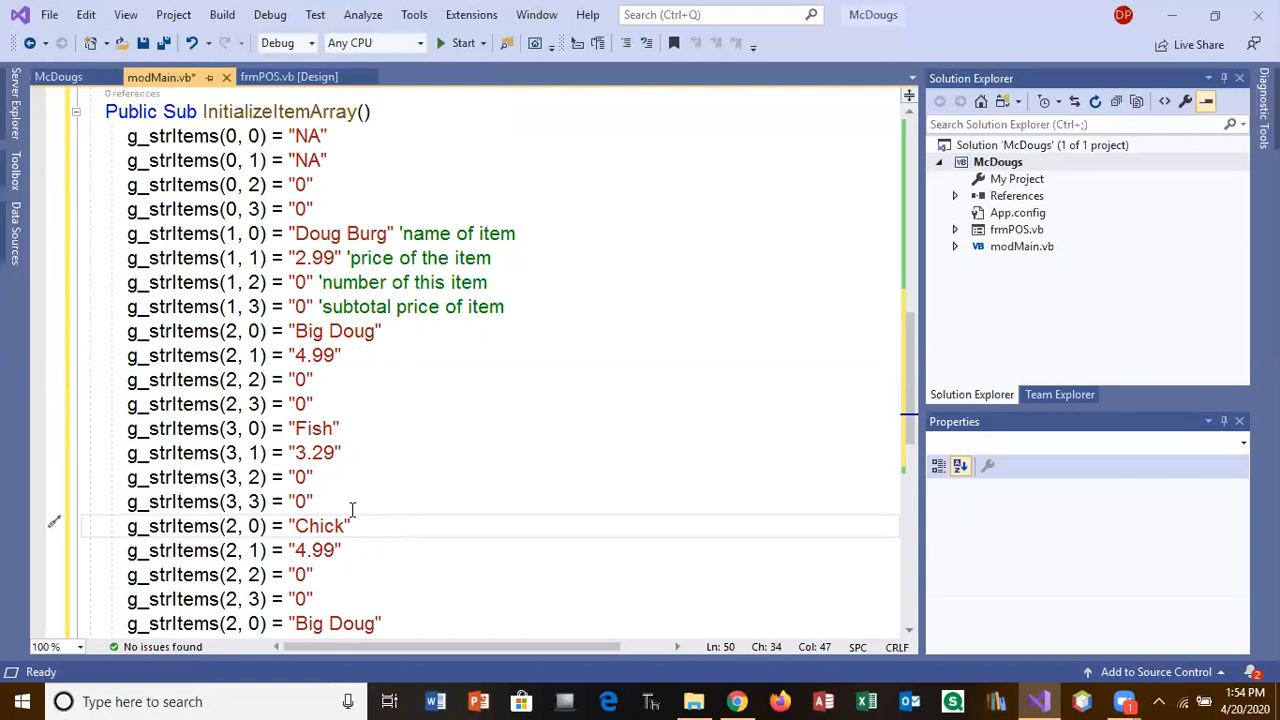 File Edit View Project Build Debug Test Analyze Tools Extensions Window Help Search (Ctrl+Q) McDougs DP
Debug Any CPU Start Live Share
McDougs modMain.vb* frmPOS.vb [Design]
Server Explorer
Toolbox
Data Sources
0 references
Public Sub InitializeItemArray()
g_strItems(0, 0) = "NA"
g_strItems(0, 1) = "NA"
g_strItems(0, 2) = "0"
g_strItems(0, 3) = "0"
g_strItems(1, 0) = "Doug Burg" 'name of item
g_strItems(1, 1) = "2.99" 'price of the item
g_strItems(1, 2) = "0" 'number of this item
g_strItems(1, 3) = "0" 'subtotal price of item
g_strItems(2, 0) = "Big Doug"
g_strItems(2, 1) = "4.99"
g_strItems(2, 2) = "0"
g_strItems(2, 3) = "0"
g_strItems(3, 0) = "Fish"
g_strItems(3, 1) = "3.29"
g_strItems(3, 2) = "0"
g_strItems(3, 3) = "0"
g_strItems(2, 0) = "Chick"
g_strItems(2, 1) = "4.99"
g_strItems(2, 2) = "0"
g_strItems(2, 3) = "0"
g_strItems(2, 0) = "Big Doug"
100 % No issues found Ln: 50 Ch: 34 Col: 47 SPC CRLF
Solution Explorer
Search Solution Explorer (Ctrl+;)
Solution 'McDougs' (1 of 1 project)
VB McDougs
My Project
References
App.config
frmPOS.vb
modMain.vb
Solution Explorer Team Explorer
Properties
Diagnostic Tools
Ready Add to Source Control 2
Type here to search 1 1:54 PM
4/20/2020